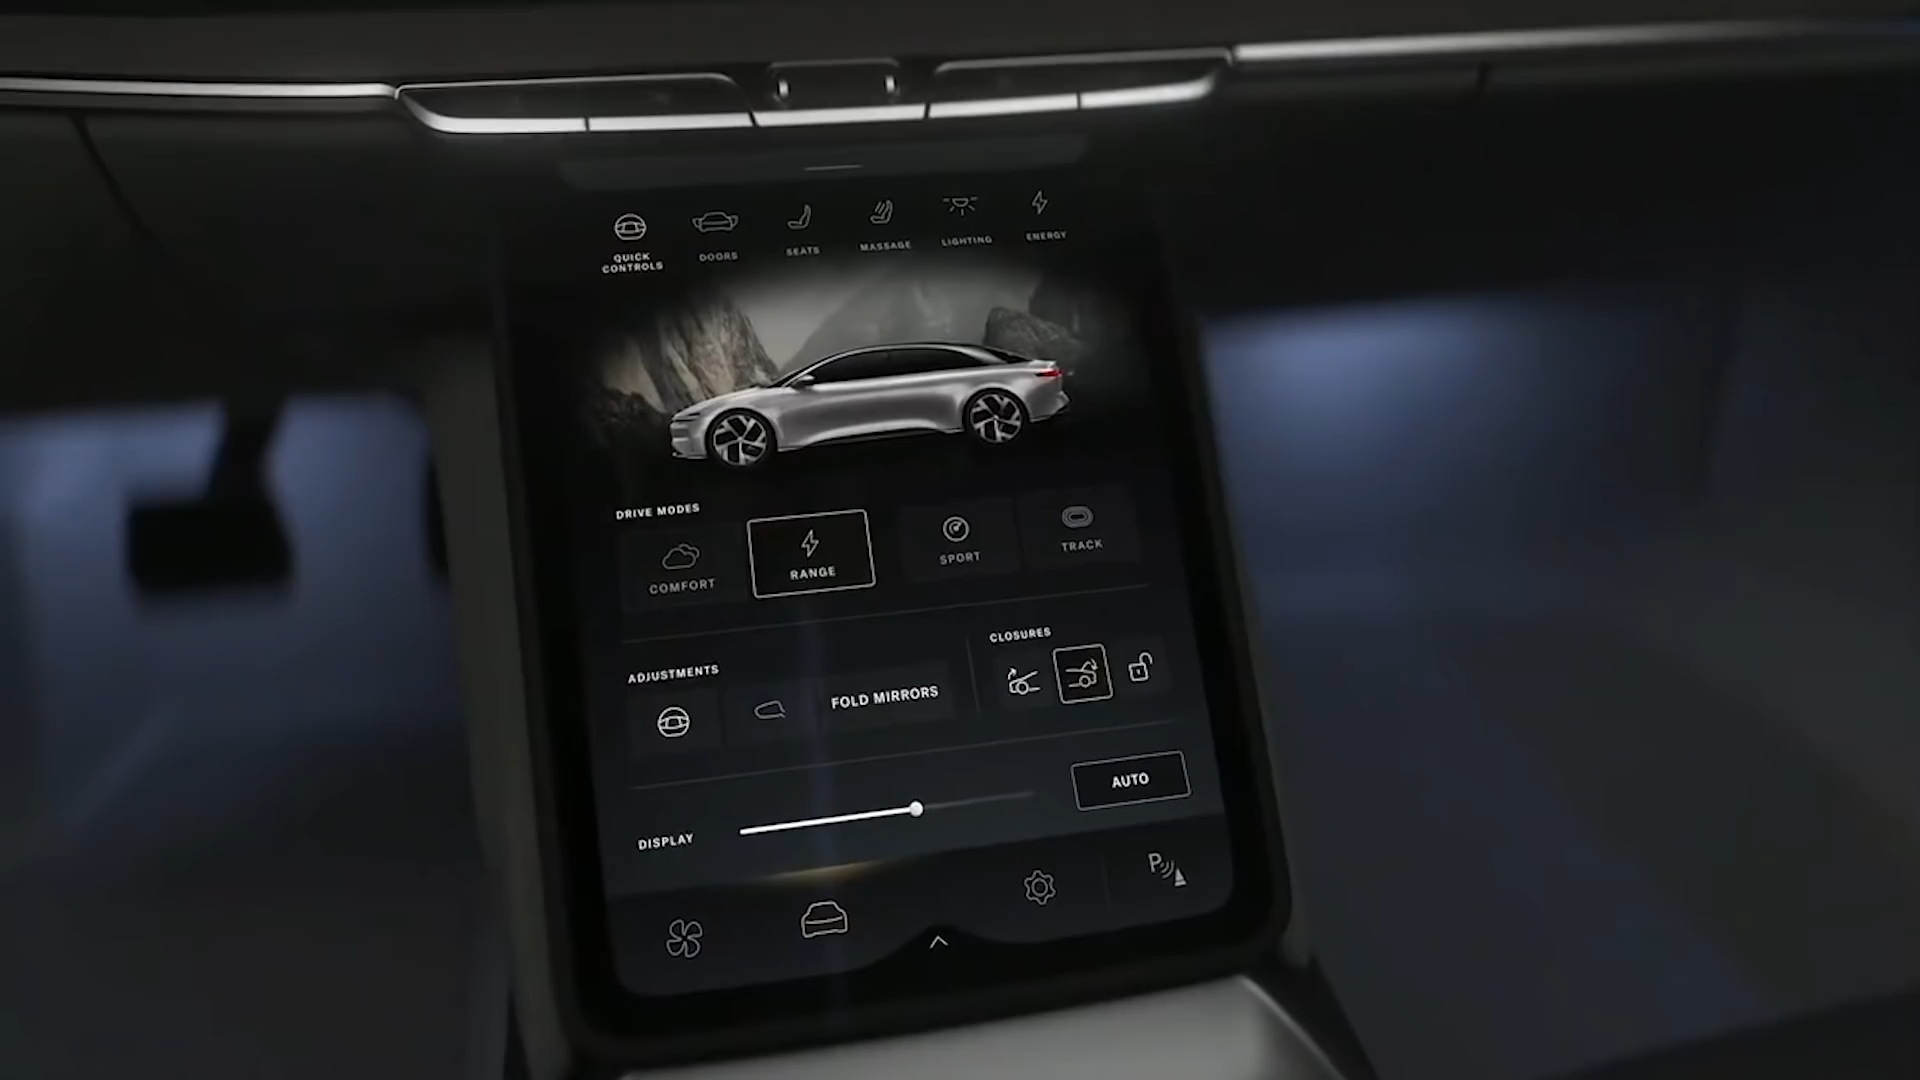 QUICK
CONTROLS
DOORS
SEATS
MASSAGE
LIGHTING
ENERGY
DRIVE MODES
COMFORT
RANGE
SPORT
TRACK
ADJUSTMENTS
FOLD MIRRORS
CLOSURES
DISPLAY
AUTO
P